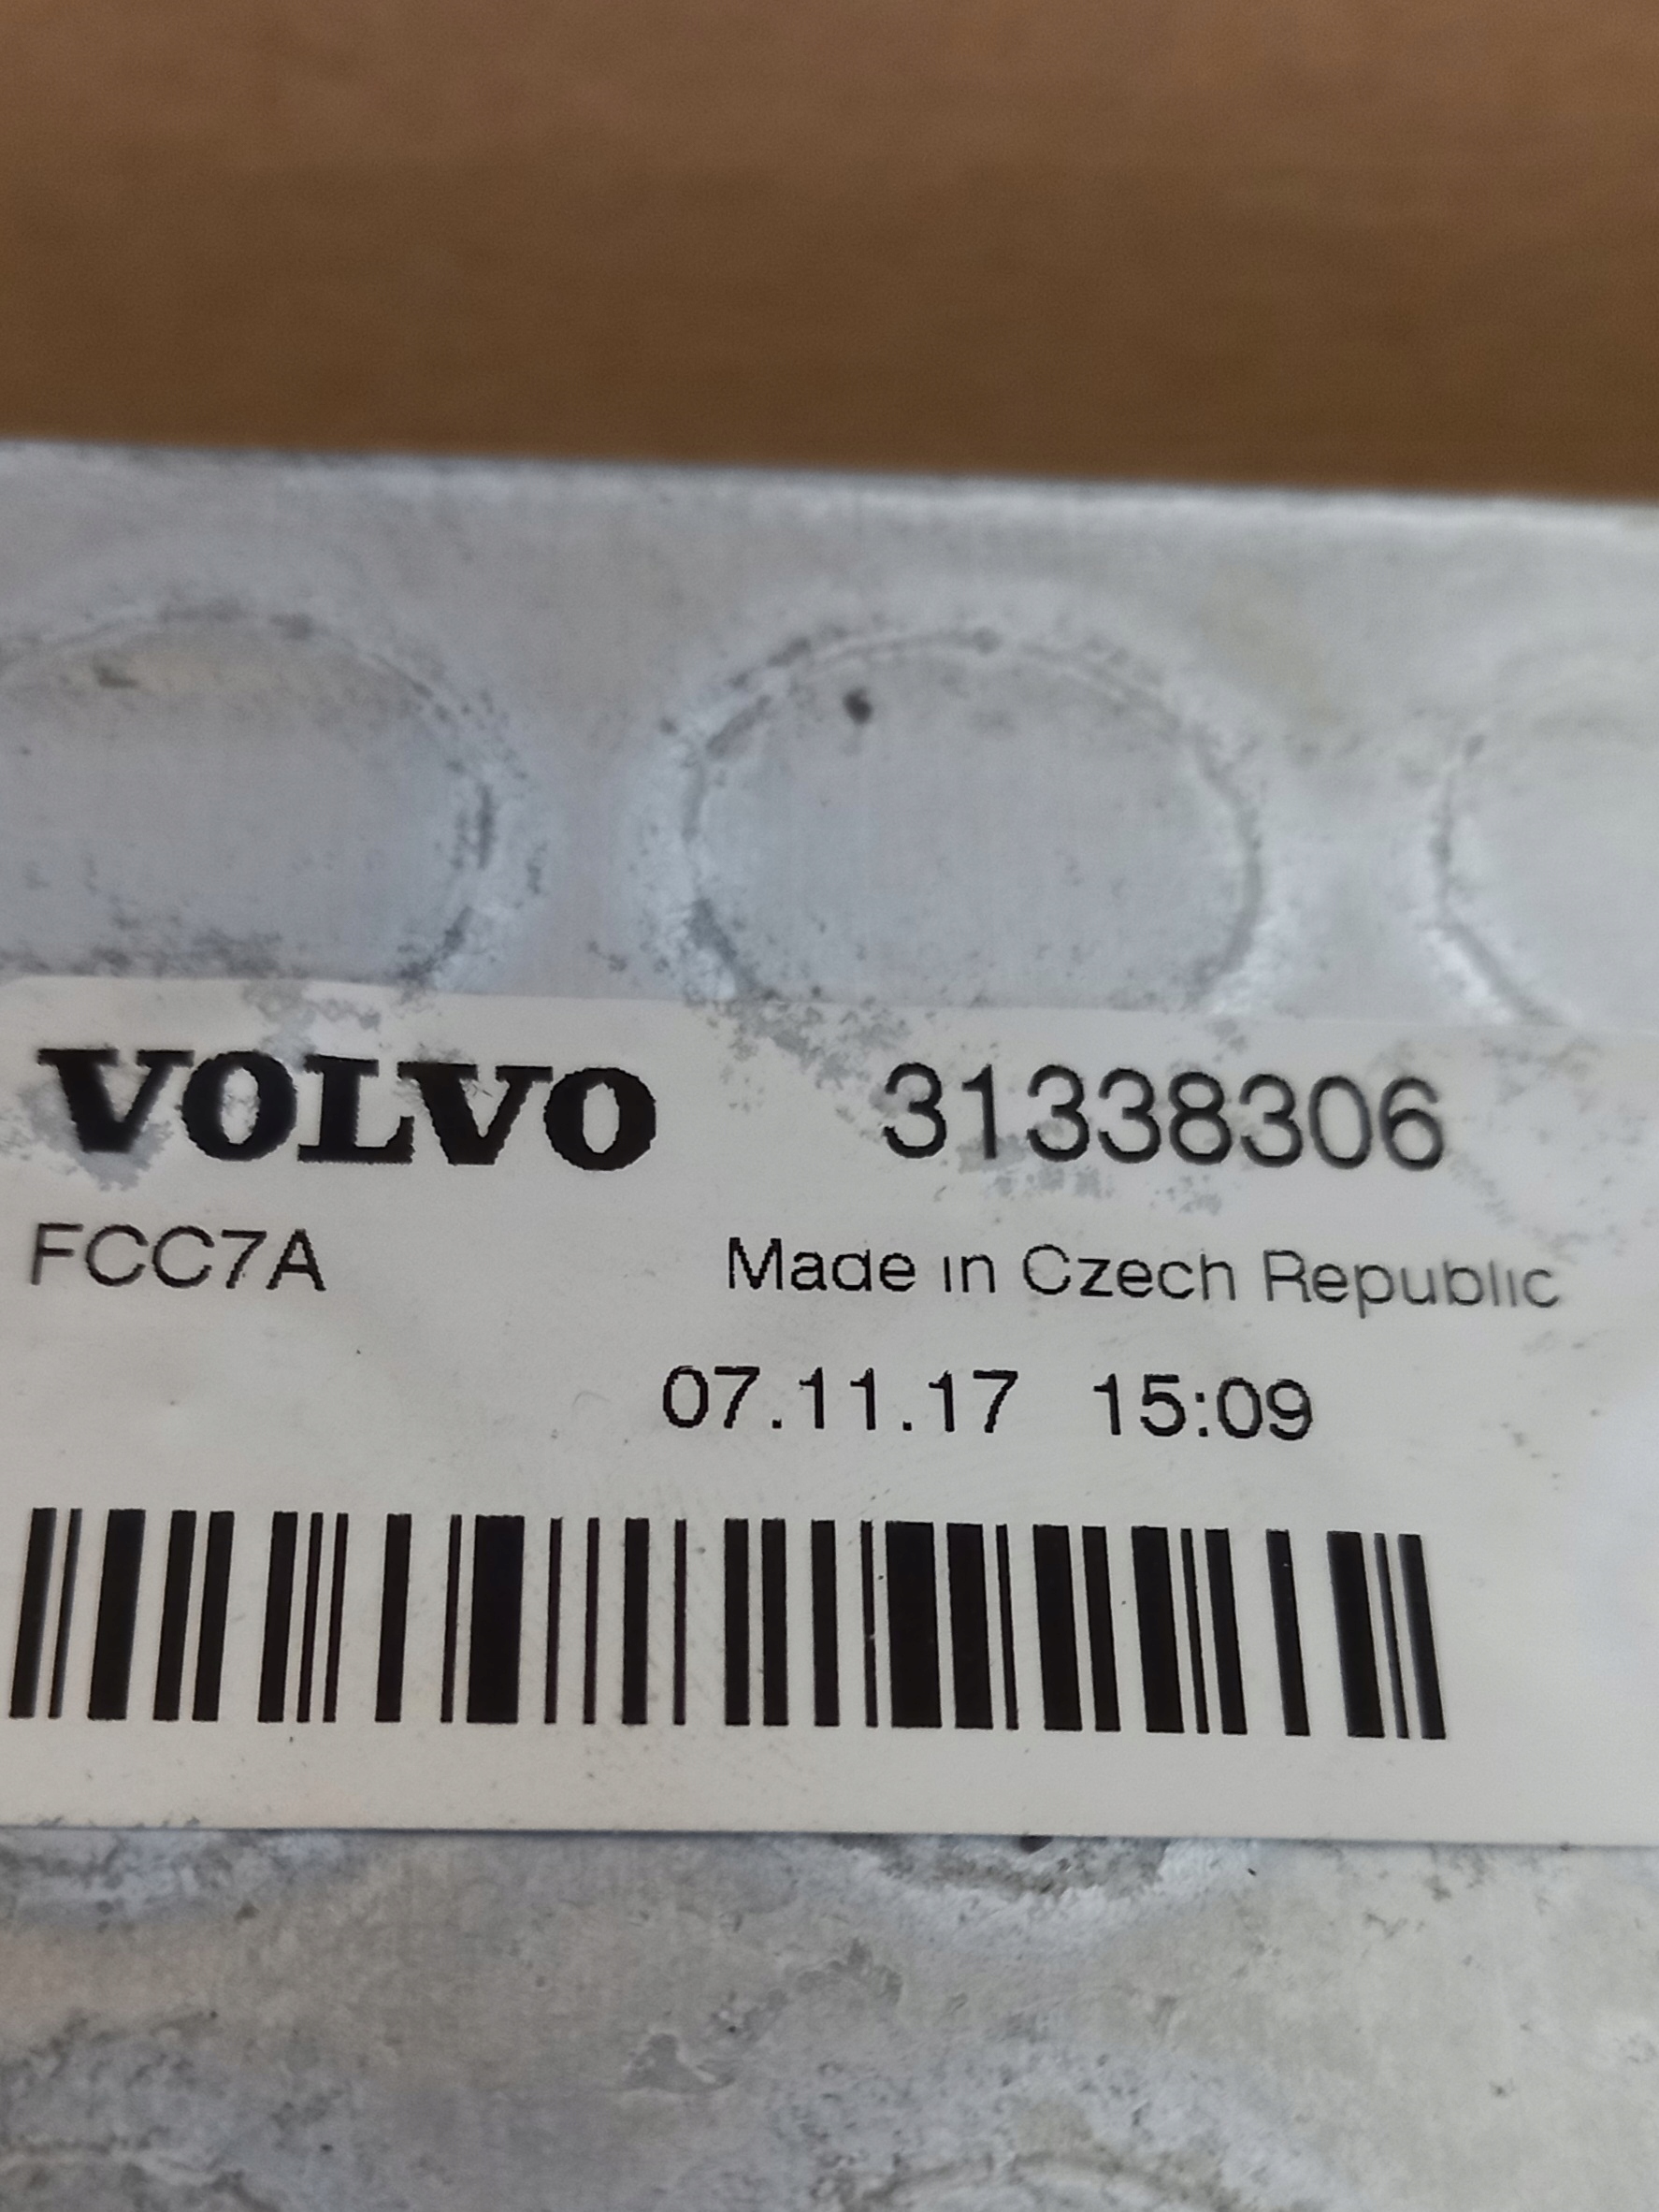 VOLVO 31338306
FCC7A Made in Czech Republic
07.11.17 15:09